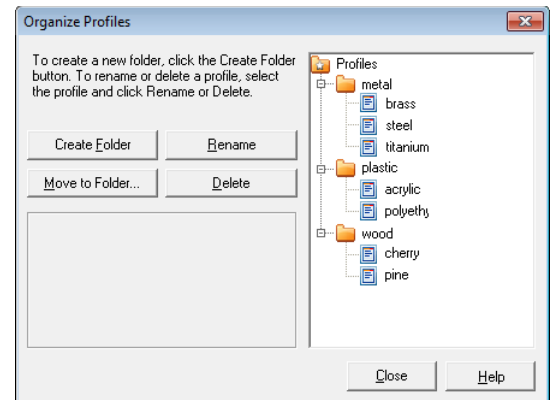 Organize Profiles
To create a new folder, click the Create Folder
button. To rename or delete a profile, select
the profile and click Rename or Delete.
Create Folder
Rename
Move to Folder...
Delete
Profiles
metal
brass
steel
titanium
plastic
acrylic
polyethy
wood
cherry
pine
Close
Help